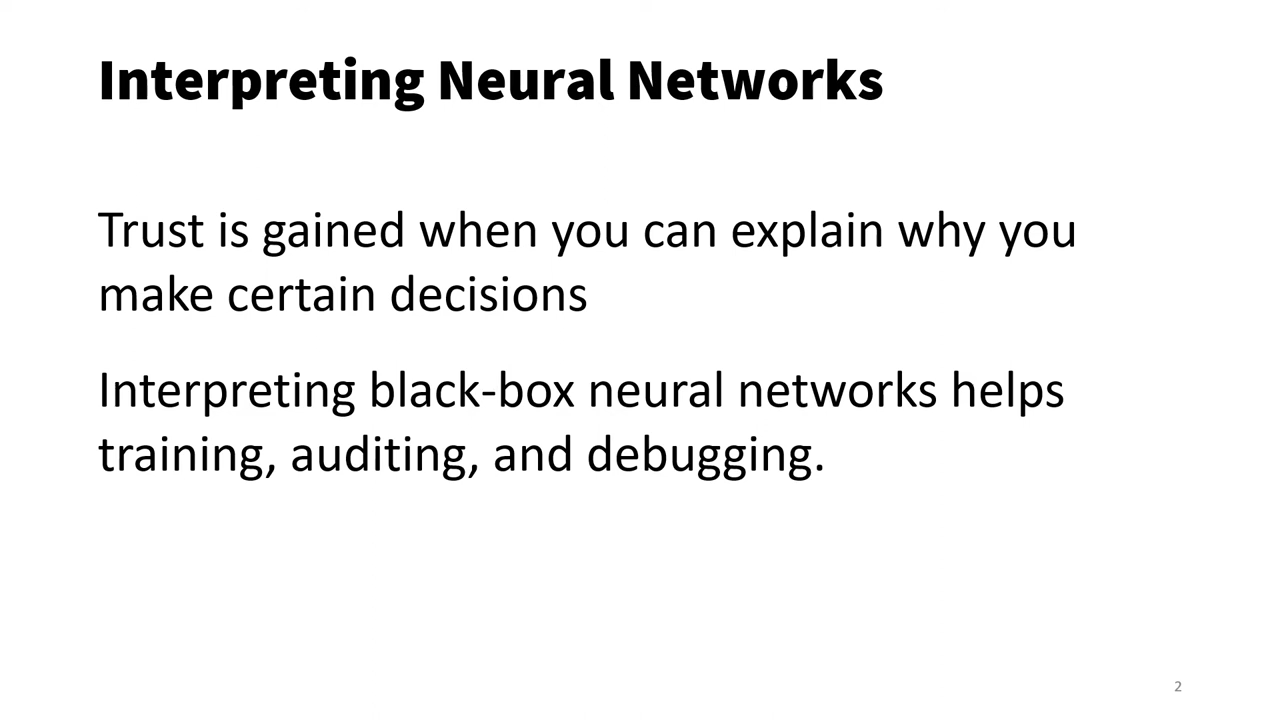 Interpreting Neural Networks
Trust is gained when you can explain why you
make certain decisions
Interpreting black-box neural networks helps
training, auditing, and debugging.
2